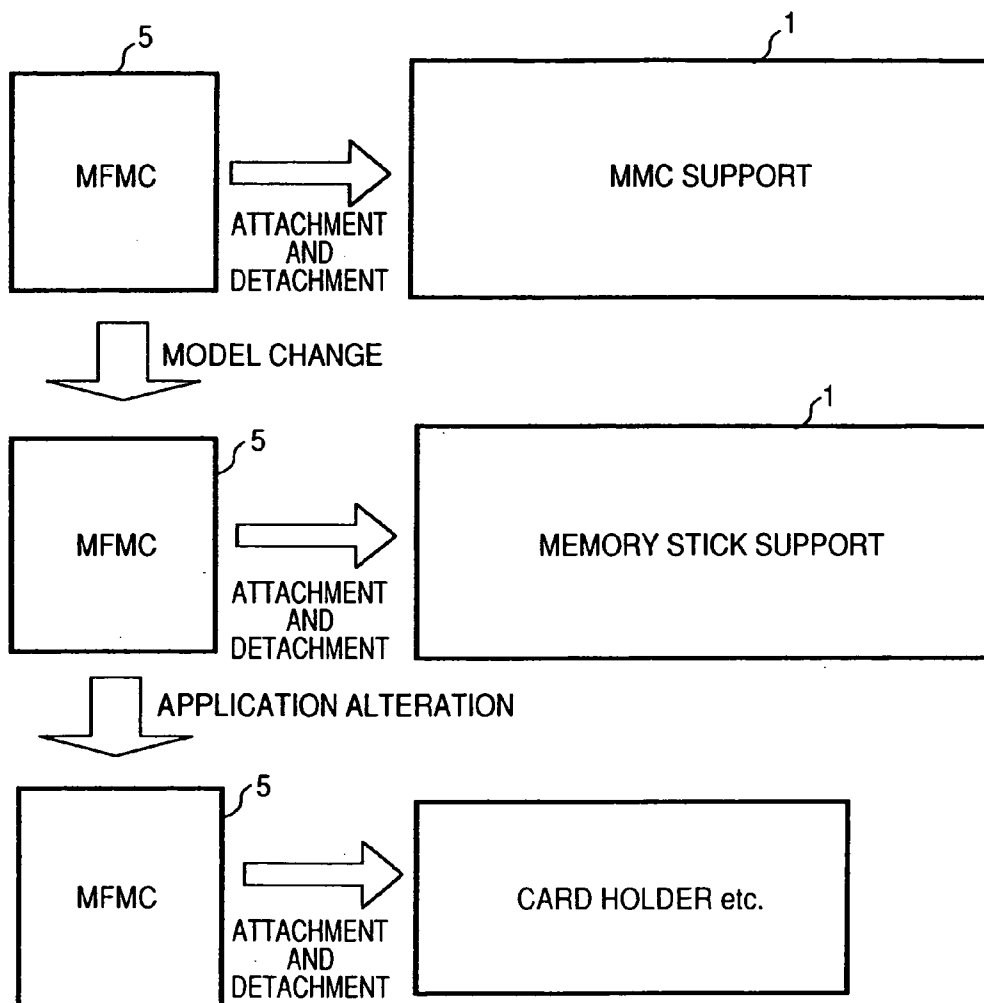 5
1
MFMC
MMC SUPPORT
ATTACHMENT
AND
DETACHMENT
MODEL CHANGE
5
1
MFMC
MEMORY STICK SUPPORT
ATTACHMENT
AND
DETACHMENT
APPLICATION ALTERATION
5
MFMC
CARD HOLDER etc.
ATTACHMENT
AND
DETACHMENT